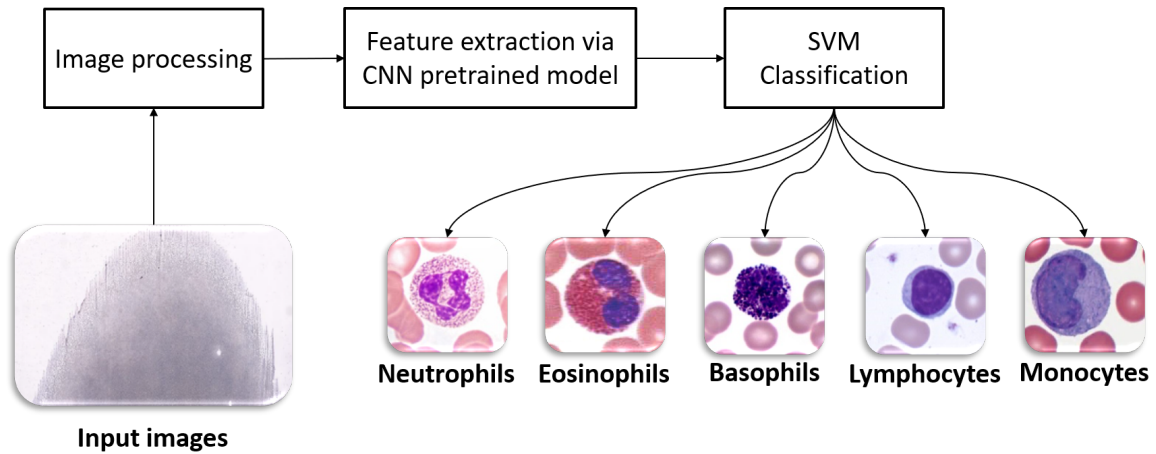 Image processing
Feature extraction via
CNN pretrained model
SVM
Classification
Neutrophils
Eosinophils
Basophils
Lymphocytes
Monocytes
Input images